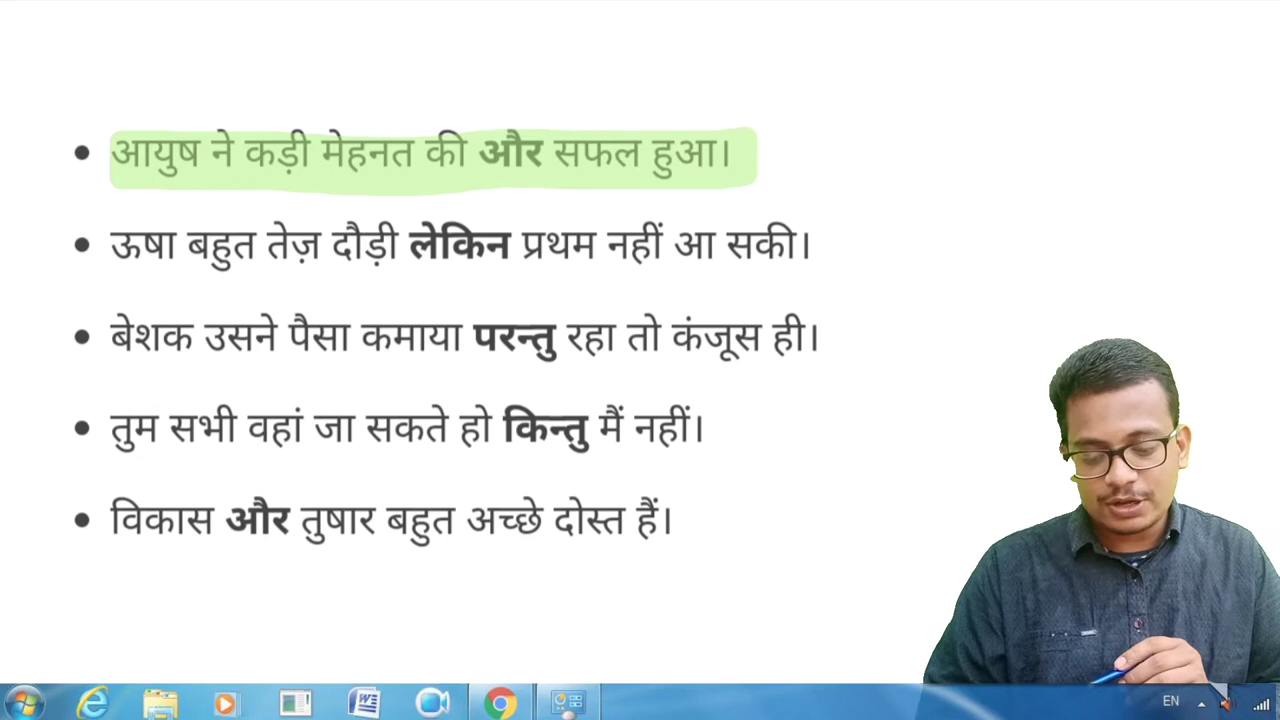 • आयुष ने कड़ी मेहनत की और सफल हुआ।
• ऊषा बहुत तेज़ दौड़ी लेकिन प्रथम नहीं आ सकी।
• बेशक उसने पैसा कमाया परन्तु रहा तो कंजूस ही।
• तुम सभी वहां जा सकते हो किन्तु मैं नहीं।
• विकास और तुषार बहुत अच्छे दोस्त हैं।
EN